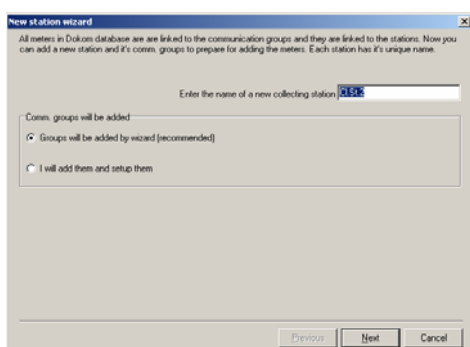 New station wizard
All meters in Dokom database are are linked to the communication groups and they are linked to the stations. Now you
can add a new station and it's comm. groups to prepare for adding the meters. Each station has it's unique name.
Enter the name of a new collecting station
Comm. groups will be added
Groups will be added by wizard (recommended)
I will add them and setup them
Previous Next Cancel